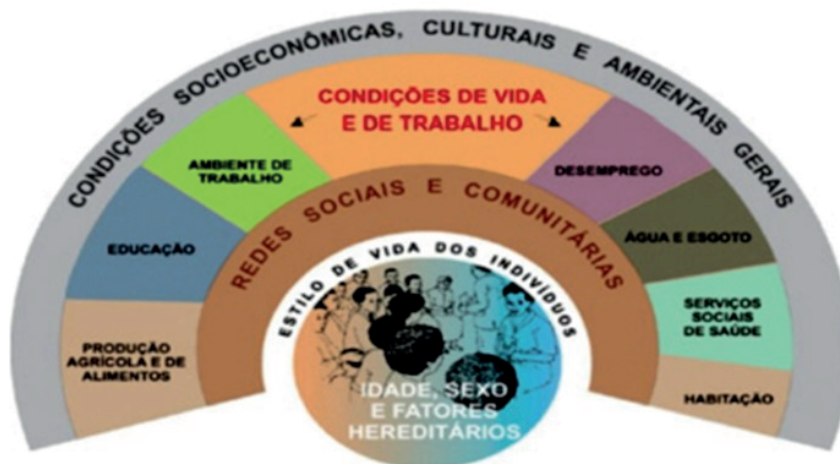 CONDIÇÕES SOCIOECONÔMICAS, CULTURAIS E AMBIENTAIS GERAIS
CONDIÇÕES DE VIDA
E DE TRABALHO
AMBIENTE DE
TRABALHO
DESEMPREGO
EDUCAÇÃO
ÁGUA E ESGOTO
PRODUÇÃO
AGRÍCOLA E DE
ALIMENTOS
SERVIÇOS
SOCIAIS
DE SAÚDE
HABITAÇÃO
REDES SOCIAIS E COMUNITÁRIAS
ESTILO DE VIDA DOS INDIVÍDUOS
IDADE, SEXO
E FATORES
HEREDITÁRIOS